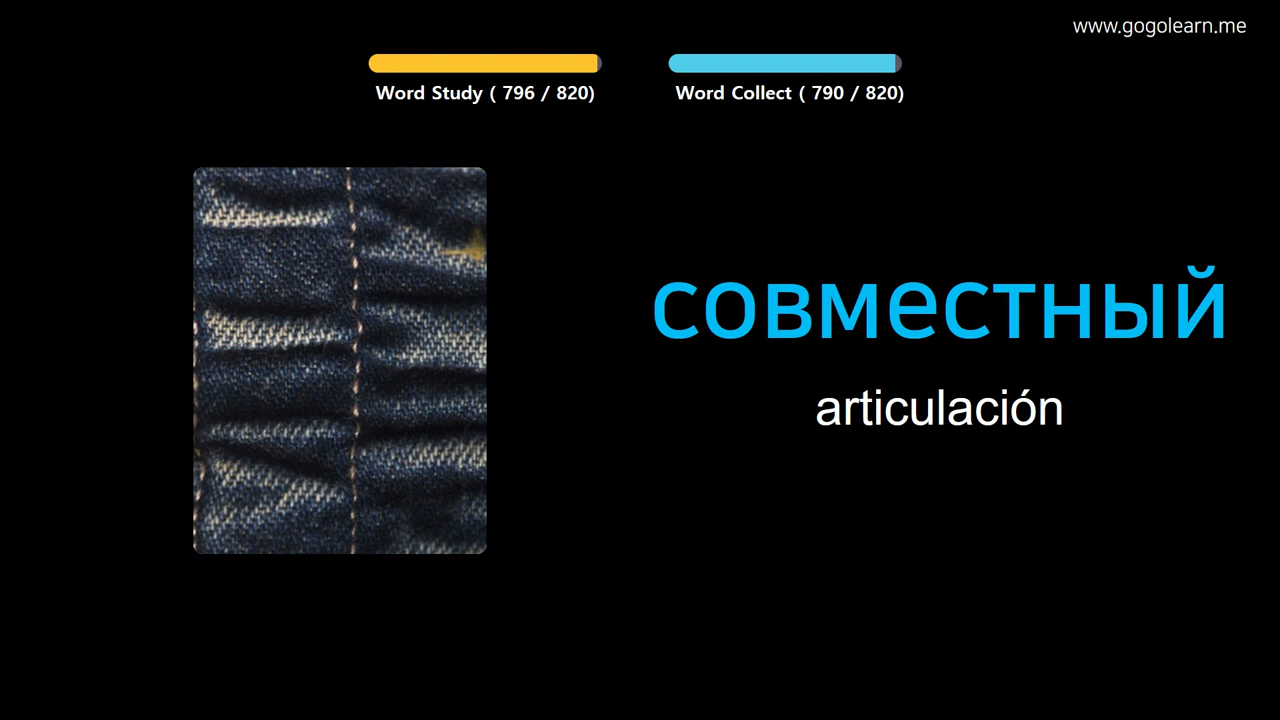 www.gogolearn.me
Word Study ( 796 / 820)
Word Collect ( 790 / 820)
совместный
articulación